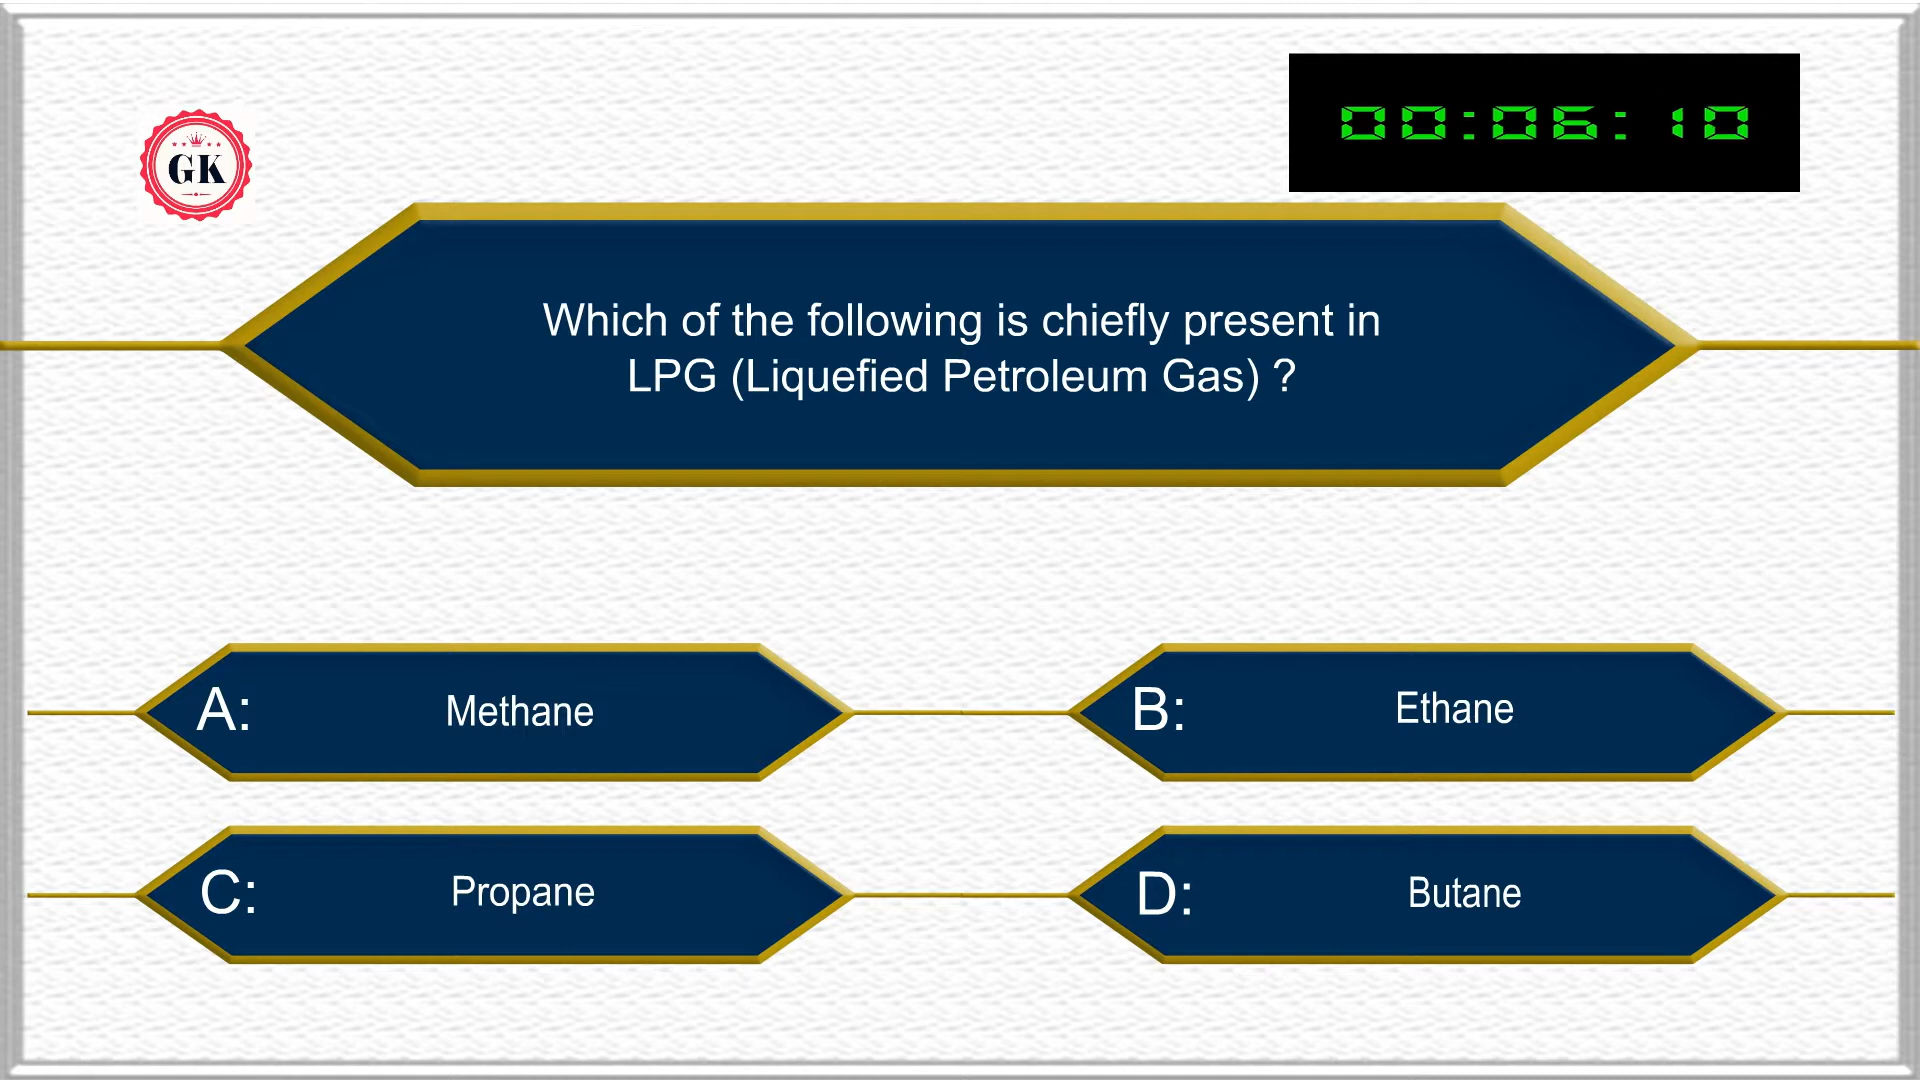 00:06:10
GK
Which of the following is chiefly present in
LPG (Liquefied Petroleum Gas) ?
A: Methane
B: Ethane
C: Propane
D: Butane